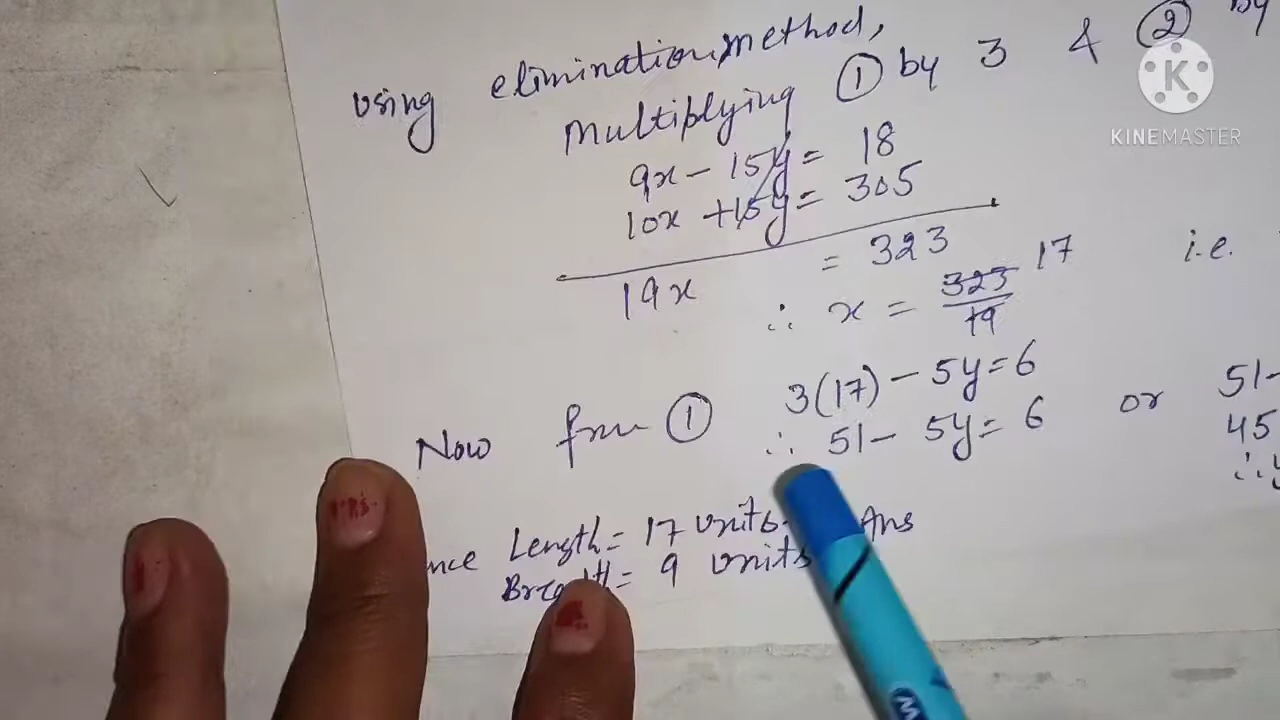 using elimination method,
Multiplying ① by 3 & ② by
9x - 15y = 18
10x + 15y = 305
19x = 323
∴ x = 323/19 17 i.e.
Now from ① 3(17) - 5y = 6
∴ 51 - 5y = 6 or 51-
45
∴ y
Length = 17 units Ans
= 9 units
KINEMASTER